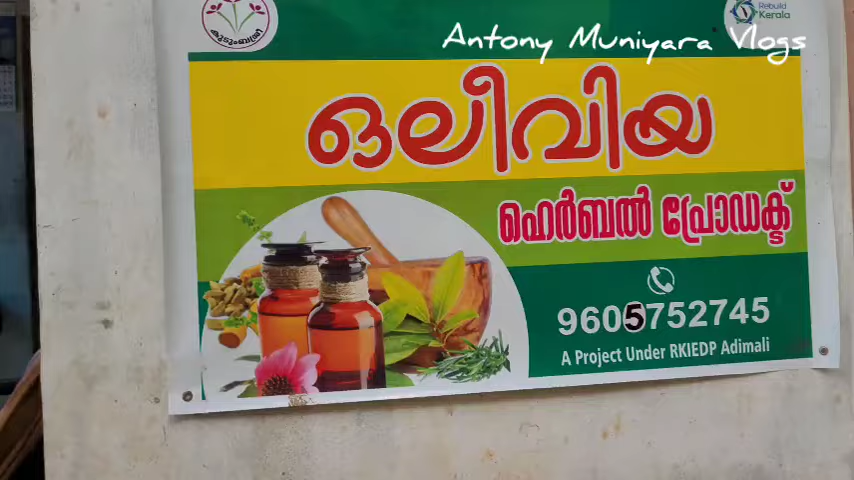 Antony Muniyara Vlogs
കുടുംബശ്രീ
Rebuild
Kerala
ഒലീവിയ
ഹെർബൽ പ്രോഡക്ട്
9605752745
A Project Under RKIEDP Adimali